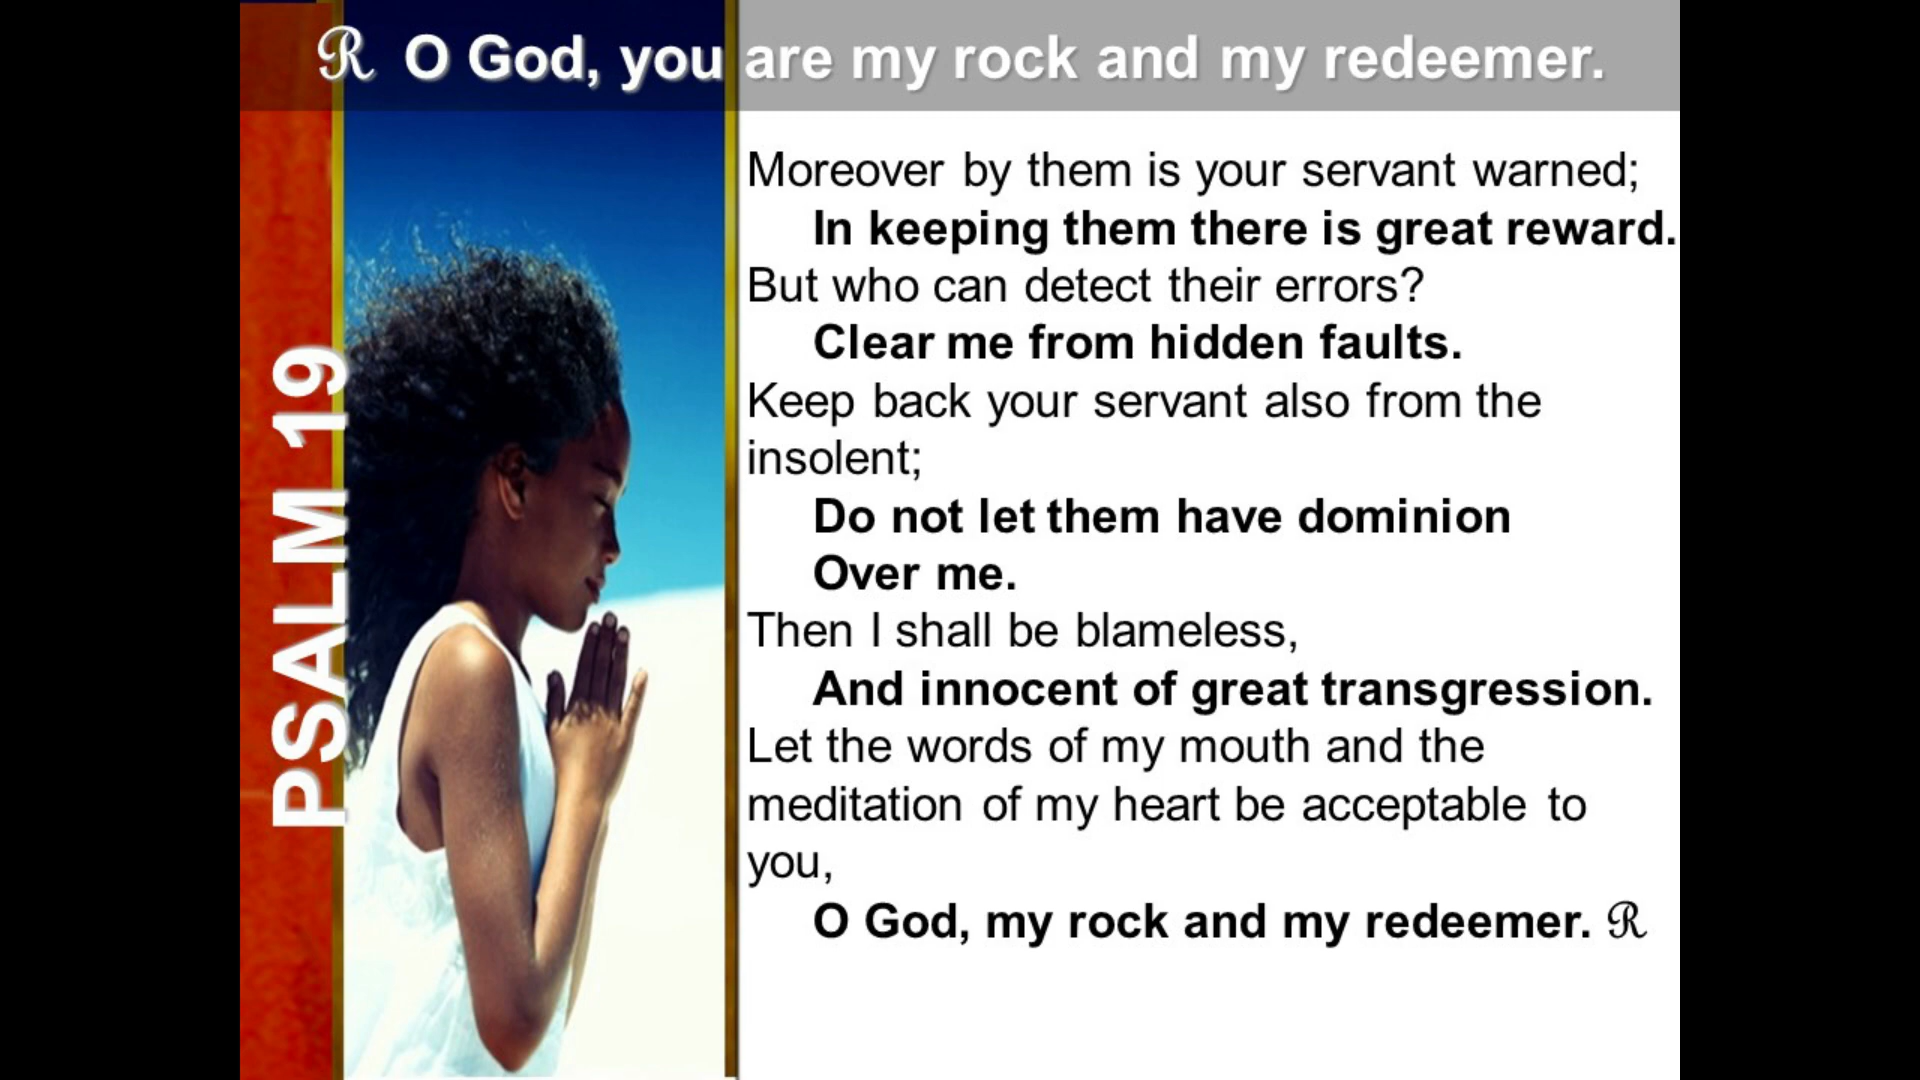 ℛ O God, you are my rock and my redeemer.
PSALM 19
Moreover by them is your servant warned;
In keeping them there is great reward.
But who can detect their errors?
Clear me from hidden faults.
Keep back your servant also from the
insolent;
Do not let them have dominion
Over me.
Then I shall be blameless,
And innocent of great transgression.
Let the words of my mouth and the
meditation of my heart be acceptable to
you,
O God, my rock and my redeemer. ℛ